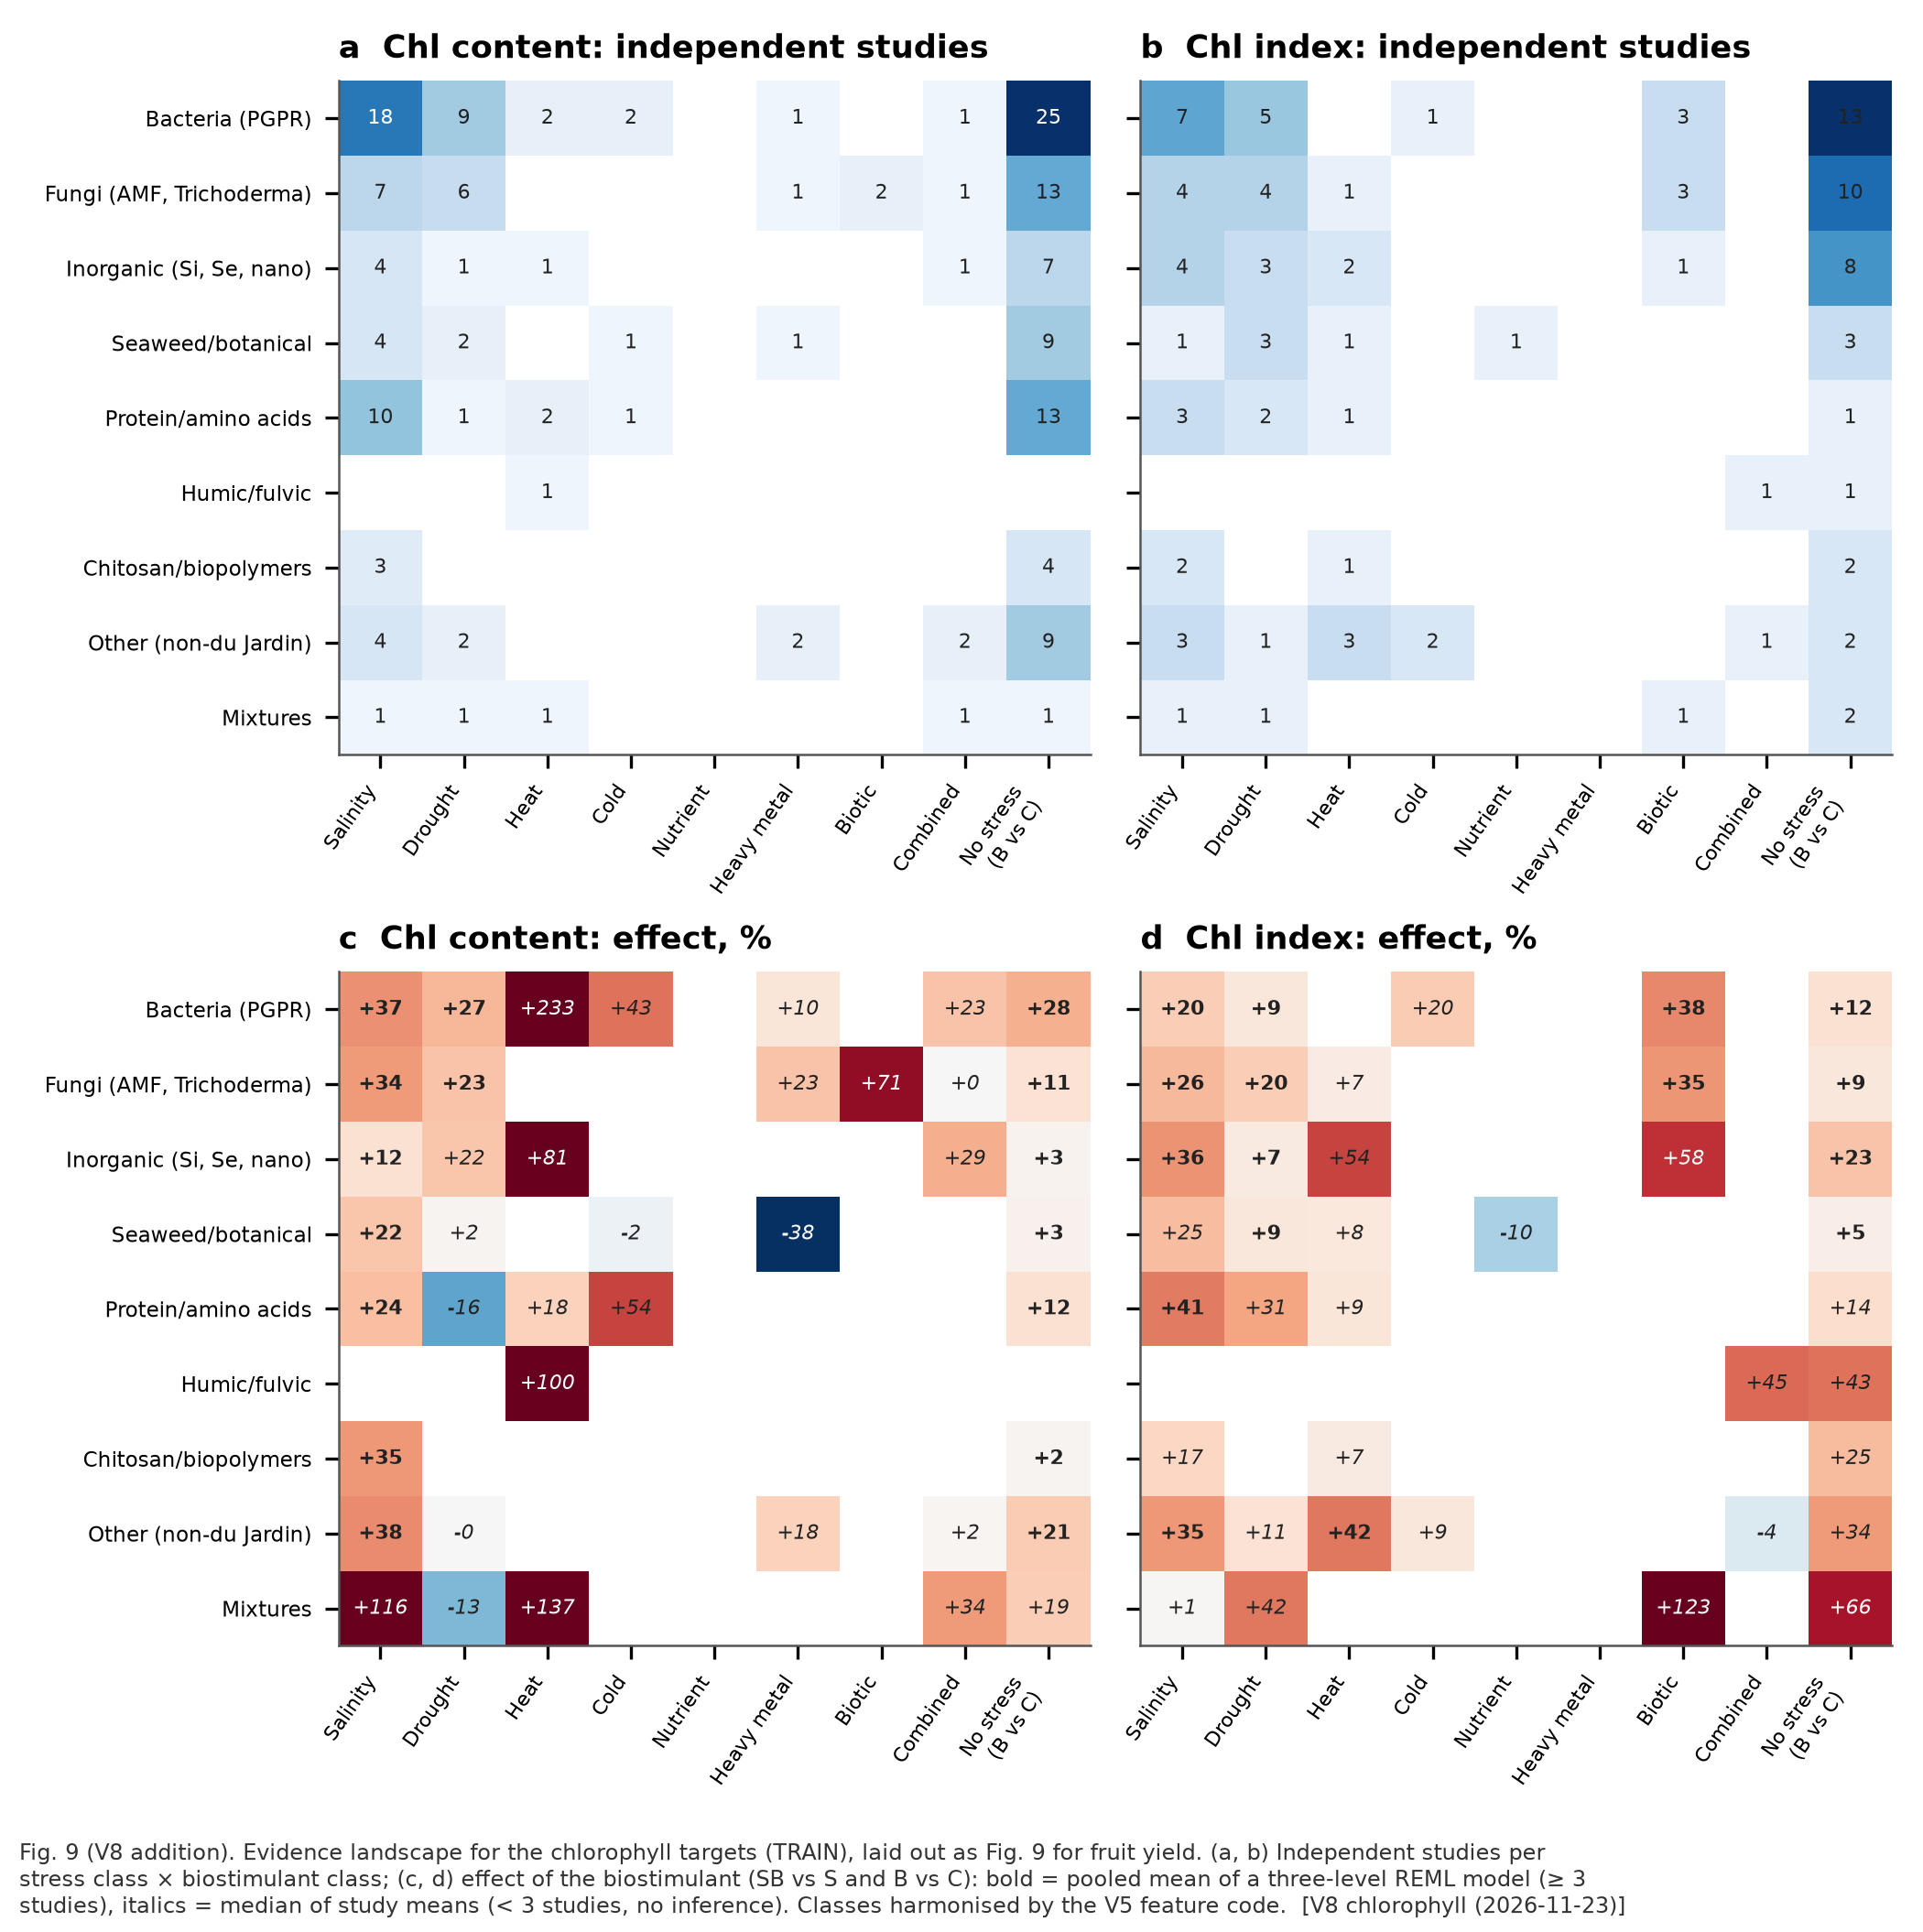 a Chl content: independent studies
b Chl index: independent studies
Bacteria (PGPR) 18 9 2 2 1 1 25 7 5 1 3 13
Fungi (AMF, Trichoderma) 7 6 1 2 1 13 4 4 1 3 10
Inorganic (Si, Se, nano) 4 1 1 1 7 4 3 2 1 8
Seaweed/botanical 4 2 1 1 9 1 3 1 1 3
Protein/amino acids 10 1 2 1 13 3 2 1 1
Humic/fulvic 1 1 1
Chitosan/biopolymers 3 4 2 1 2
Other (non-du Jardin) 4 2 2 2 9 3 1 3 2 1 2
Mixtures 1 1 1 1 1 1 1 1 2
Salinity Drought Heat Cold Nutrient Heavy metal Biotic Combined No stress (B vs C)
Salinity Drought Heat Cold Nutrient Heavy metal Biotic Combined No stress (B vs C)
c Chl content: effect, %
d Chl index: effect, %
Bacteria (PGPR) +37 +27 +233 +43 +10 +23 +28 +20 +9 +20 +38 +12
Fungi (AMF, Trichoderma) +34 +23 +23 +71 +0 +11 +26 +20 +7 +35 +9
Inorganic (Si, Se, nano) +12 +22 +81 +29 +3 +36 +7 +54 +58 +23
Seaweed/botanical +22 +2 -2 -38 +3 +25 +9 +8 -10 +5
Protein/amino acids +24 -16 +18 +54 +12 +41 +31 +9 +14
Humic/fulvic +100 +45 +43
Chitosan/biopolymers +35 +2 +17 +7 +25
Other (non-du Jardin) +38 -0 +18 +2 +21 +35 +11 +42 +9 -4 +34
Mixtures +116 -13 +137 +34 +19 +1 +42 +123 +66
Salinity Drought Heat Cold Nutrient Heavy metal Biotic Combined No stress (B vs C)
Salinity Drought Heat Cold Nutrient Heavy metal Biotic Combined No stress (B vs C)
Fig. 9 (V8 addition). Evidence landscape for the chlorophyll targets (TRAIN), laid out as Fig. 9 for fruit yield. (a, b) Independent studies per
stress class × biostimulant class; (c, d) effect of the biostimulant (SB vs S and B vs C): bold = pooled mean of a three-level REML model (≥ 3
studies), italics = median of study means (< 3 studies, no inference). Classes harmonised by the V5 feature code. [V8 chlorophyll (2026-11-23)]